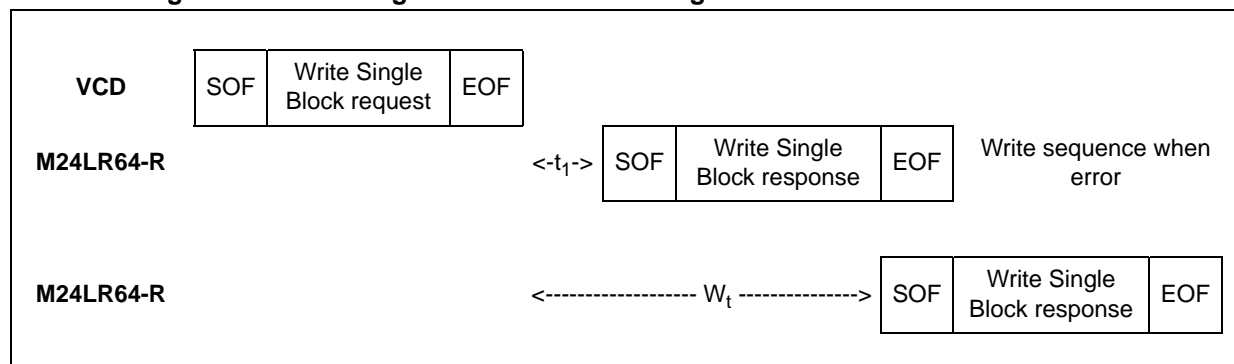 VCD SOF Write Single Block request EOF
M24LR64-R <-t1-> SOF Write Single Block response EOF Write sequence when error
M24LR64-R <------------------- Wt ---------------> SOF Write Single Block response EOF